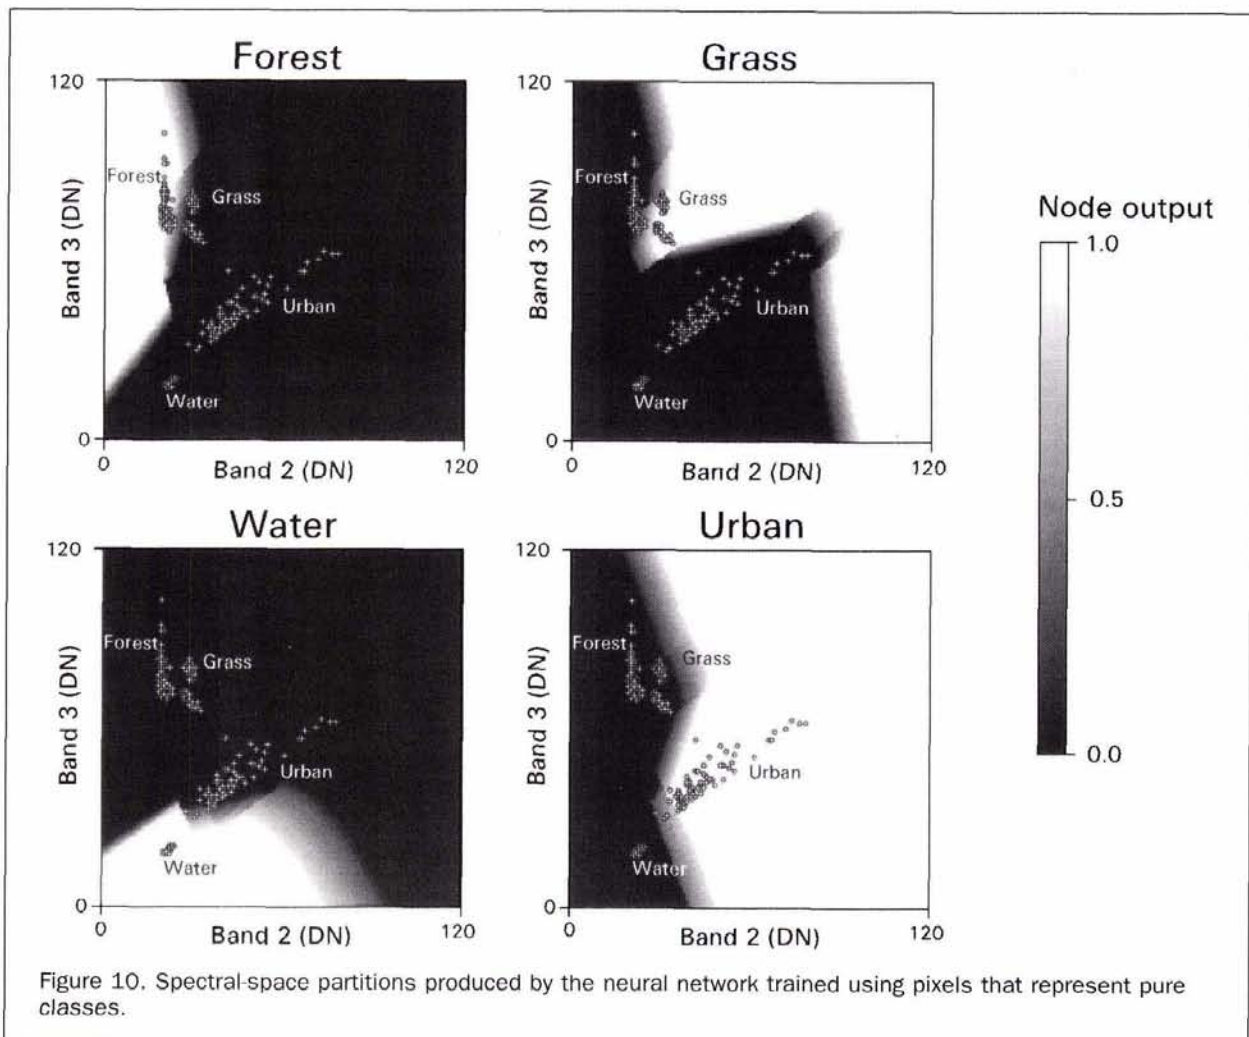 Forest
120
Forest
Grass
Urban
Water
Band 3 (DN)
0
0
Band 2 (DN)
120
Grass
120
Forest
Grass
Urban
Water
Band 3 (DN)
0
0
Band 2 (DN)
120
Node output
1.0
0.5
0.0
Water
120
Forest
Grass
Urban
Water
Band 3 (DN)
0
0
Band 2 (DN)
120
Urban
120
Forest
Grass
Urban
Water
Band 3 (DN)
0
0
Band 2 (DN)
120
Figure 10. Spectral-space partitions produced by the neural network trained using pixels that represent pure
classes.